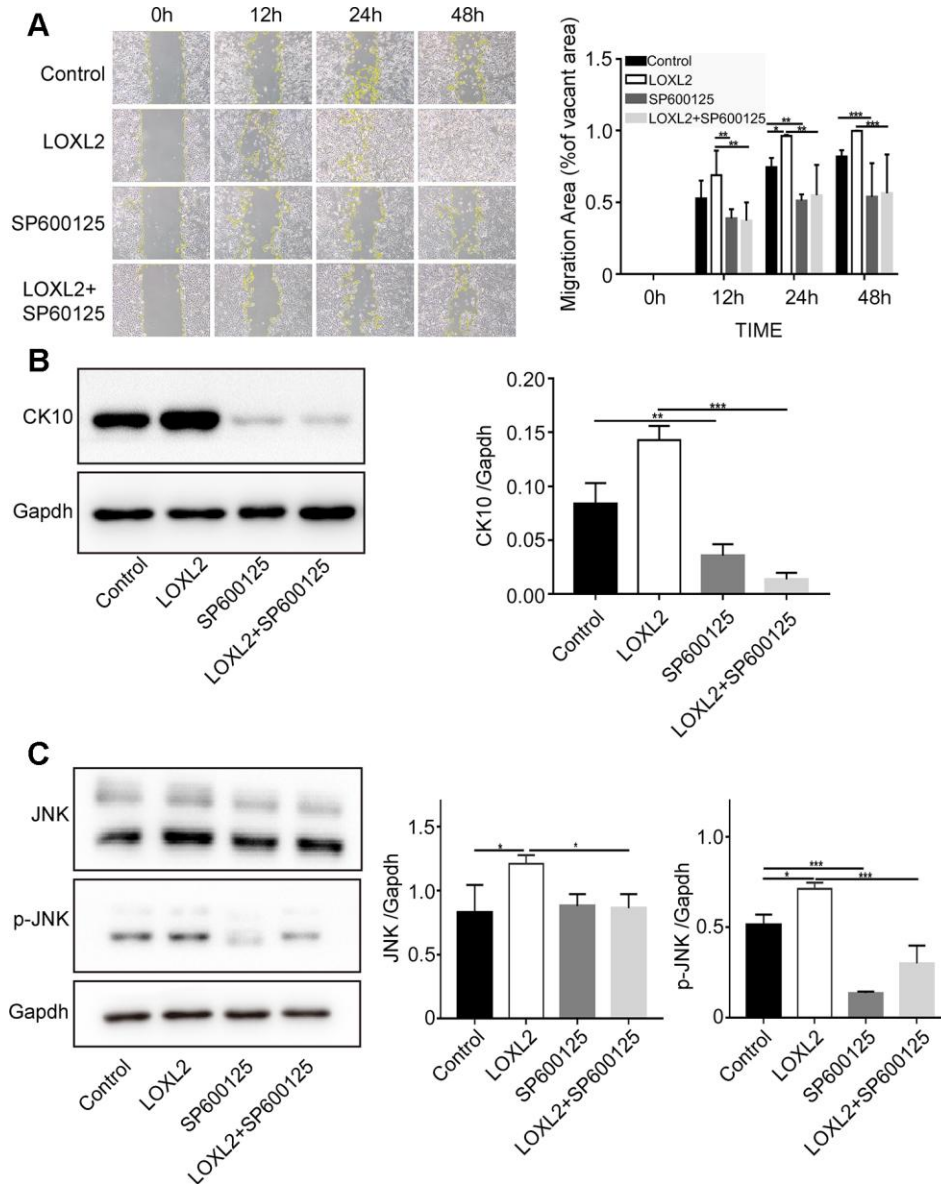 A
0h 12h 24h 48h
Control
LOXL2
SP600125
LOXL2+
SP60125
Migration Area (%of vacant area)
1.5
1.0
0.5
0
Control
LOXL2
SP600125
LOXL2+SP600125
** ** * ** ** *** ***
0h 12h 24h 48h
TIME
B
CK10
Gapdh
Control LOXL2 SP600125 LOXL2+SP600125
CK10 /Gapdh
0.20
0.15
0.10
0.05
0.00
** ***
Control LOXL2 SP600125 LOXL2+SP600125
C
JNK
p-JNK
Gapdh
Control LOXL2 SP600125 LOXL2+SP600125
JNK /Gapdh
1.5
1.0
0.5
0
* *
Control LOXL2 SP600125 LOXL2+SP600125
p-JNK /Gapdh
1.0
0.5
0
*** * ***
Control LOXL2 SP600125 LOXL2+SP600125